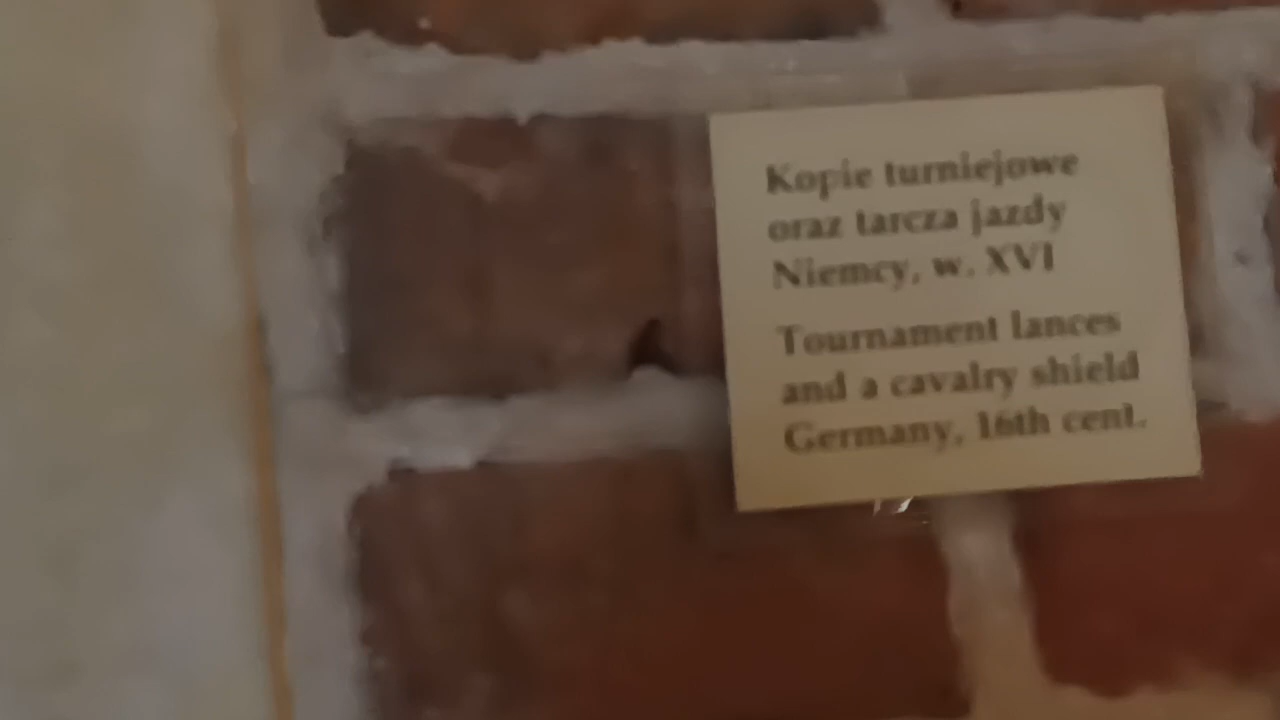 Kopie turniejowe
oraz tarcza jazdy
Niemcy, w. XVI
Tournament lances
and a cavalry shield
Germany, 16th cent.